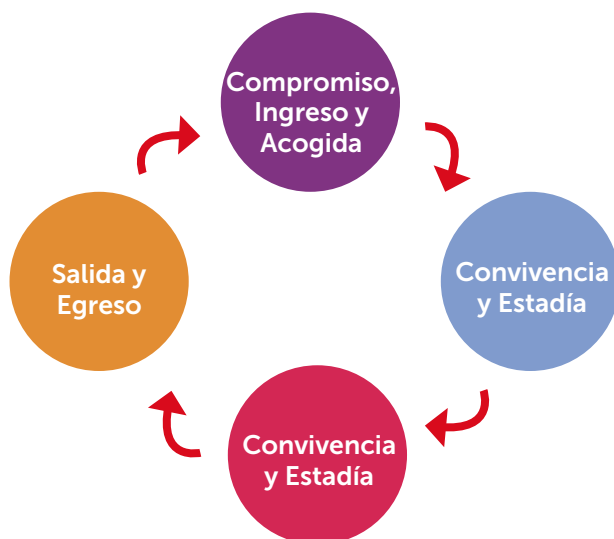 Compromiso,
Ingreso y
Acogida
Convivencia
y Estadía
Convivencia
y Estadía
Salida y
Egreso